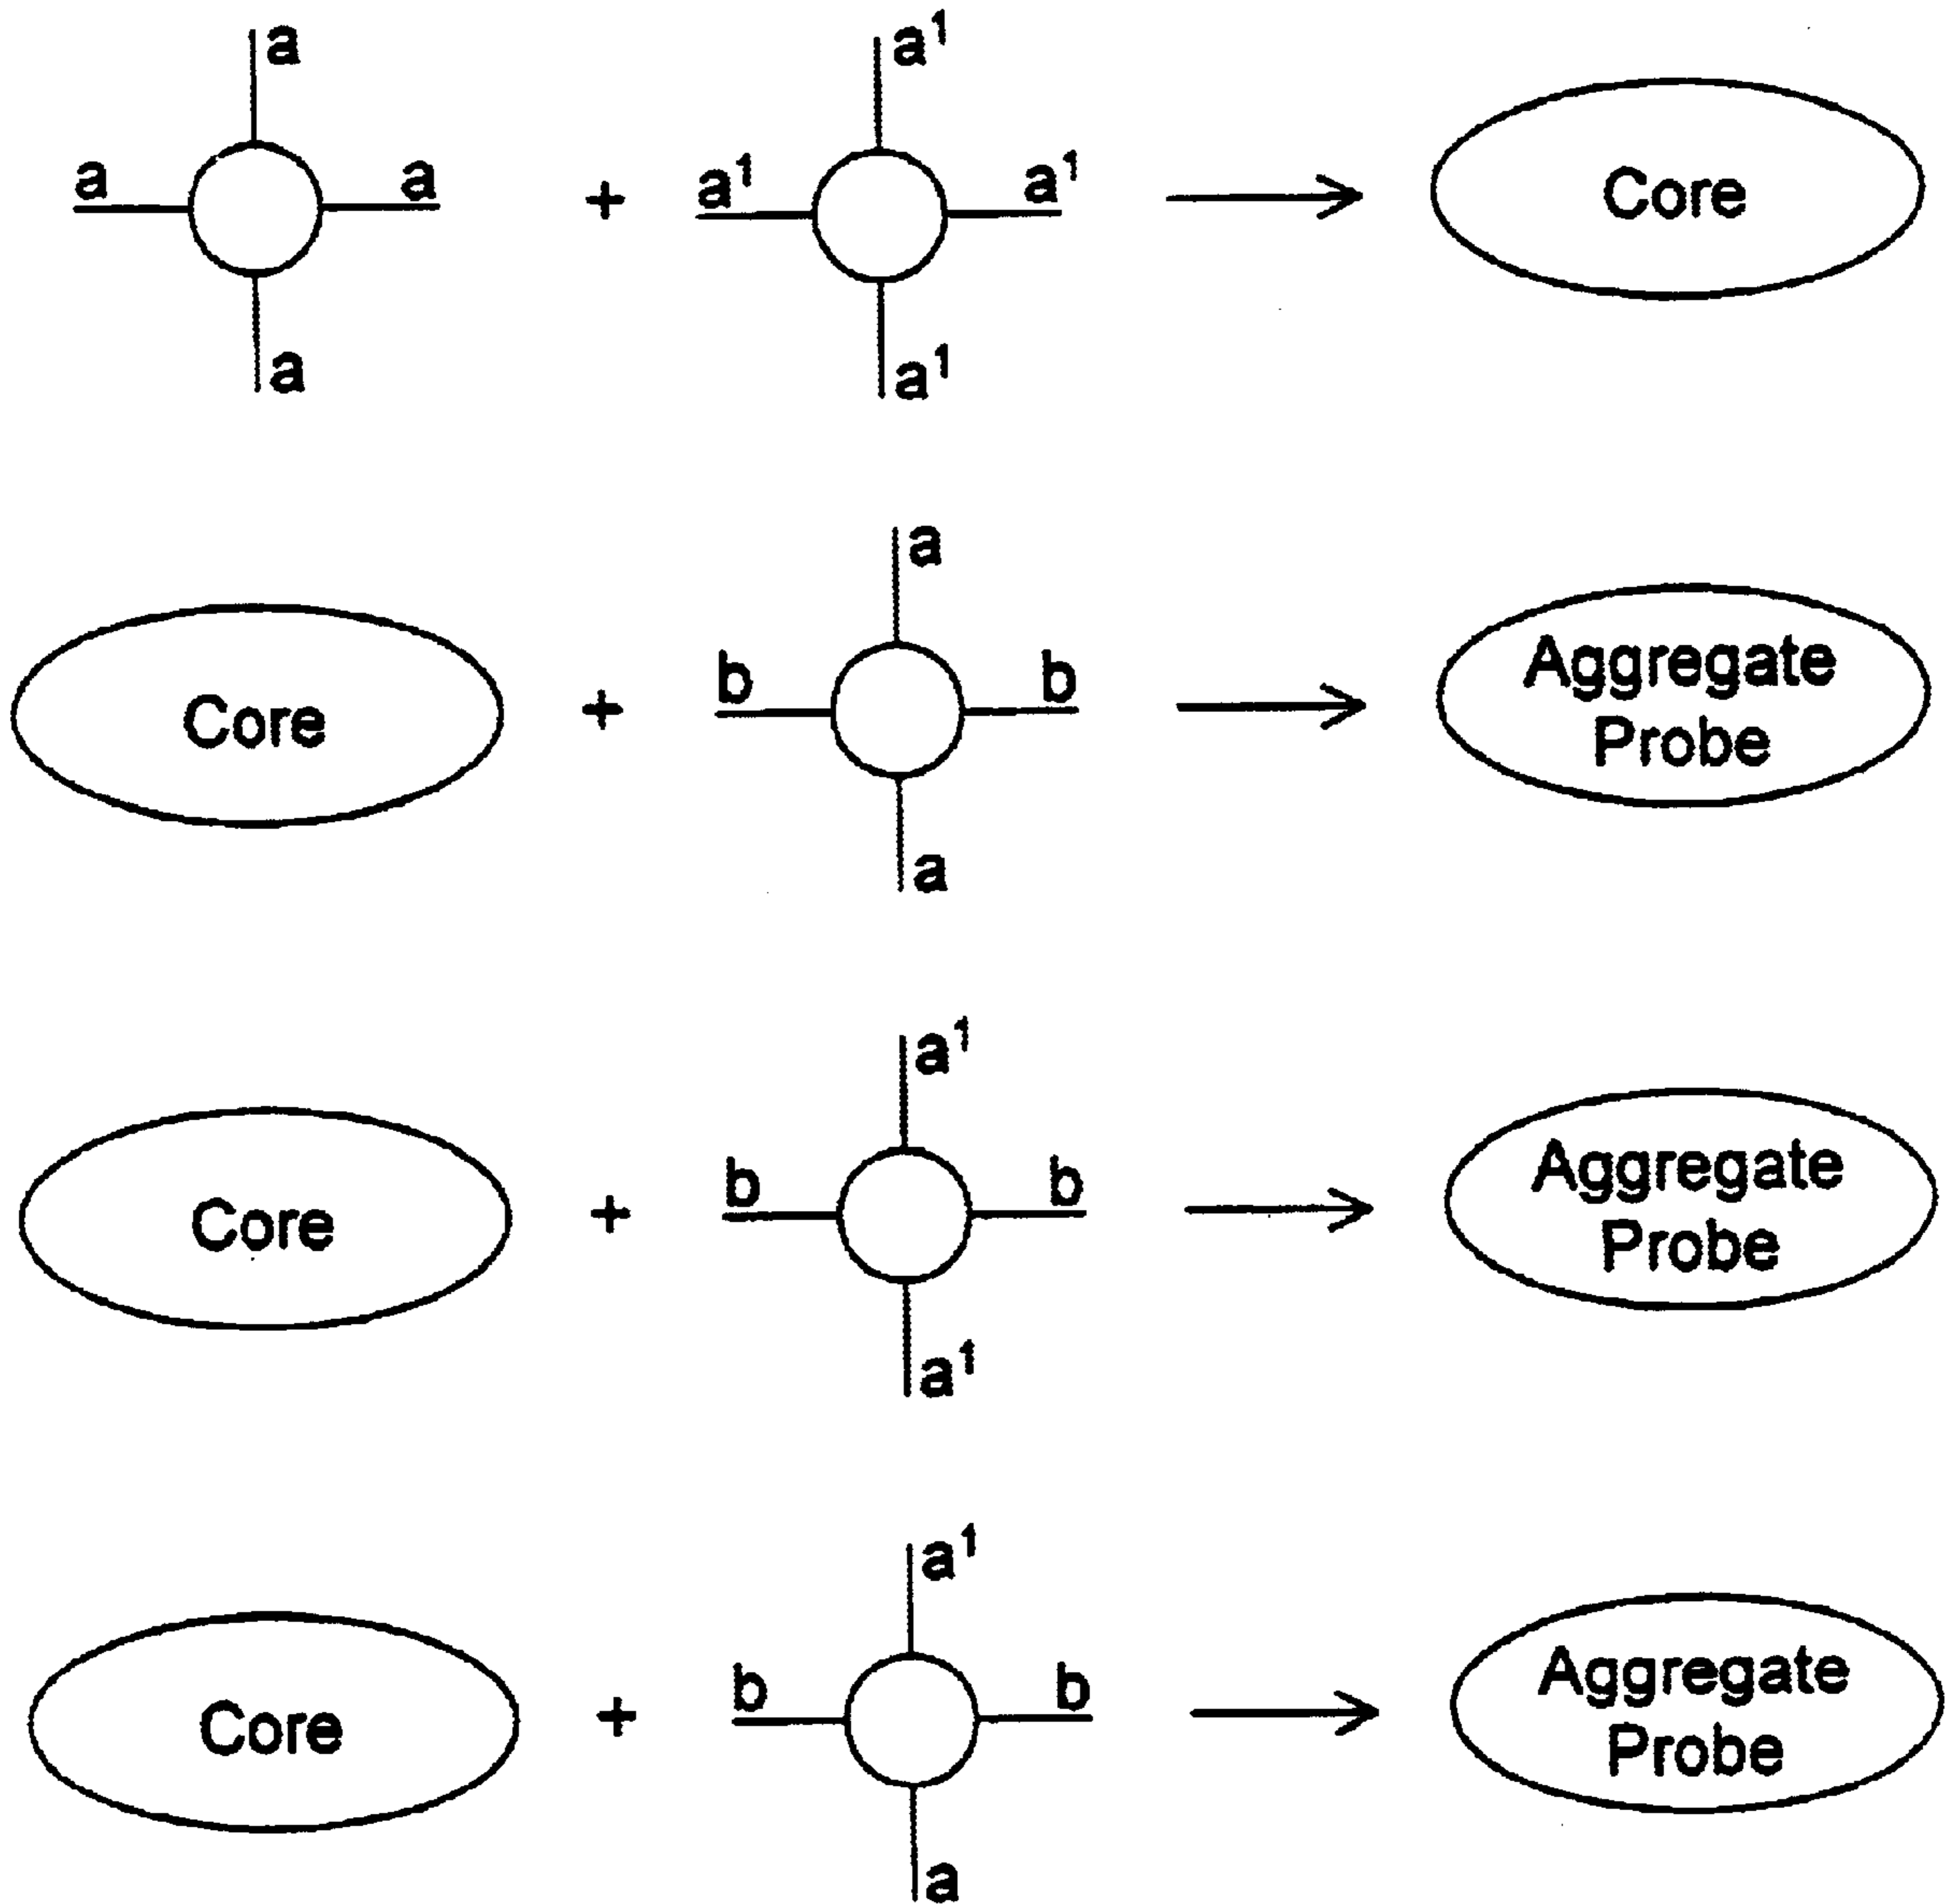 a a¹
a a + a¹ a¹ Core
a a¹
a
Core + b b Aggregate
Probe
a
a¹
Core + b b Aggregate
Probe
a¹
a¹
Core + b b Aggregate
Probe
a